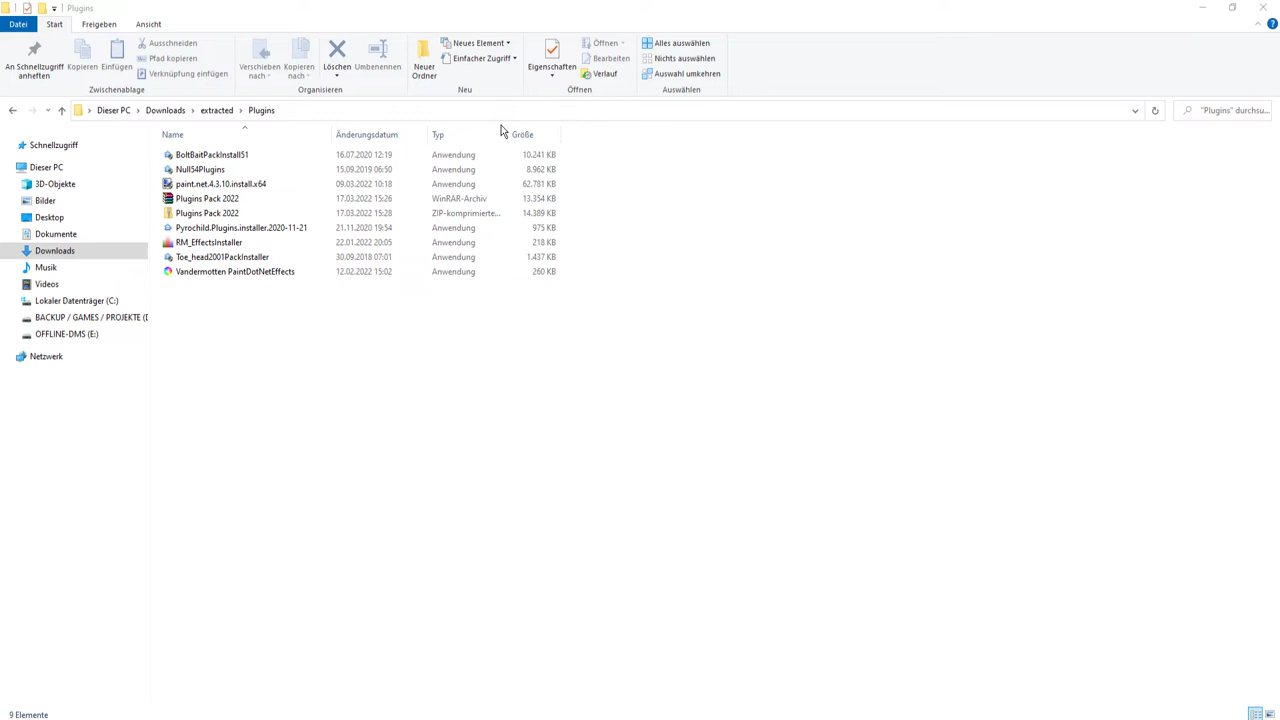 Plugins
Datei Start Freigeben Ansicht
An Schnellzugriff anheften
Kopieren
Einfügen
Ausschneiden
Pfad kopieren
Verknüpfung einfügen
Zwischenablage
Verschieben nach
Kopieren nach
Löschen
Umbenennen
Organisieren
Neuer Ordner
Neues Element
Einfacher Zugriff
Neu
Eigenschaften
Öffnen
Bearbeiten
Verlauf
Öffnen
Alles auswählen
Nichts auswählen
Auswahl umkehren
Auswählen
Dieser PC > Downloads > extracted > Plugins
"Plugins" durchsu...
Schnellzugriff
Dieser PC
3D-Objekte
Bilder
Desktop
Dokumente
Downloads
Musik
Videos
Lokaler Datenträger (C:)
BACKUP / GAMES / PROJEKTE (D
OFFLINE-DMS (E:)
Netzwerk
Name Änderungsdatum Typ Größe
BoltBaitPackInstall51 16.07.2020 12:19 Anwendung 10.241 KB
Null54Plugins 15.09.2019 06:50 Anwendung 8.962 KB
paint.net.4.3.10.install.x64 09.03.2022 10:18 Anwendung 62.781 KB
Plugins Pack 2022 17.03.2022 15:26 WinRAR-Archiv 13.354 KB
Plugins Pack 2022 17.03.2022 15:28 ZIP-komprimierte... 14.389 KB
Pyrochild.Plugins.installer.2020-11-21 21.11.2020 19:54 Anwendung 975 KB
RM_EffectsInstaller 22.01.2022 20:05 Anwendung 218 KB
Toe_head2001PackInstaller 30.09.2018 07:01 Anwendung 1.437 KB
Vandermotten PaintDotNetEffects 12.02.2022 15:02 Anwendung 260 KB
9 Elemente